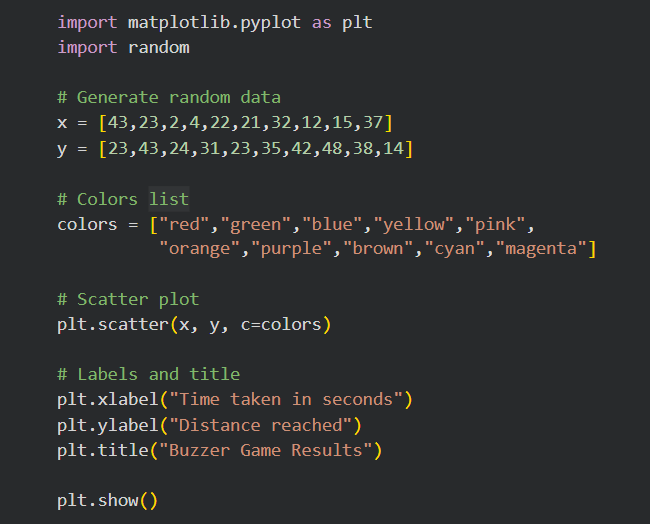 import matplotlib.pyplot as plt
import random
# Generate random data
x = [43,23,2,4,22,21,32,12,15,37]
y = [23,43,24,31,23,35,42,48,38,14]
# Colors list
colors = ["red","green","blue","yellow","pink",
"orange","purple","brown","cyan","magenta"]
# Scatter plot
plt.scatter(x, y, c=colors)
# Labels and title
plt.xlabel("Time taken in seconds")
plt.ylabel("Distance reached")
plt.title("Buzzer Game Results")
plt.show()